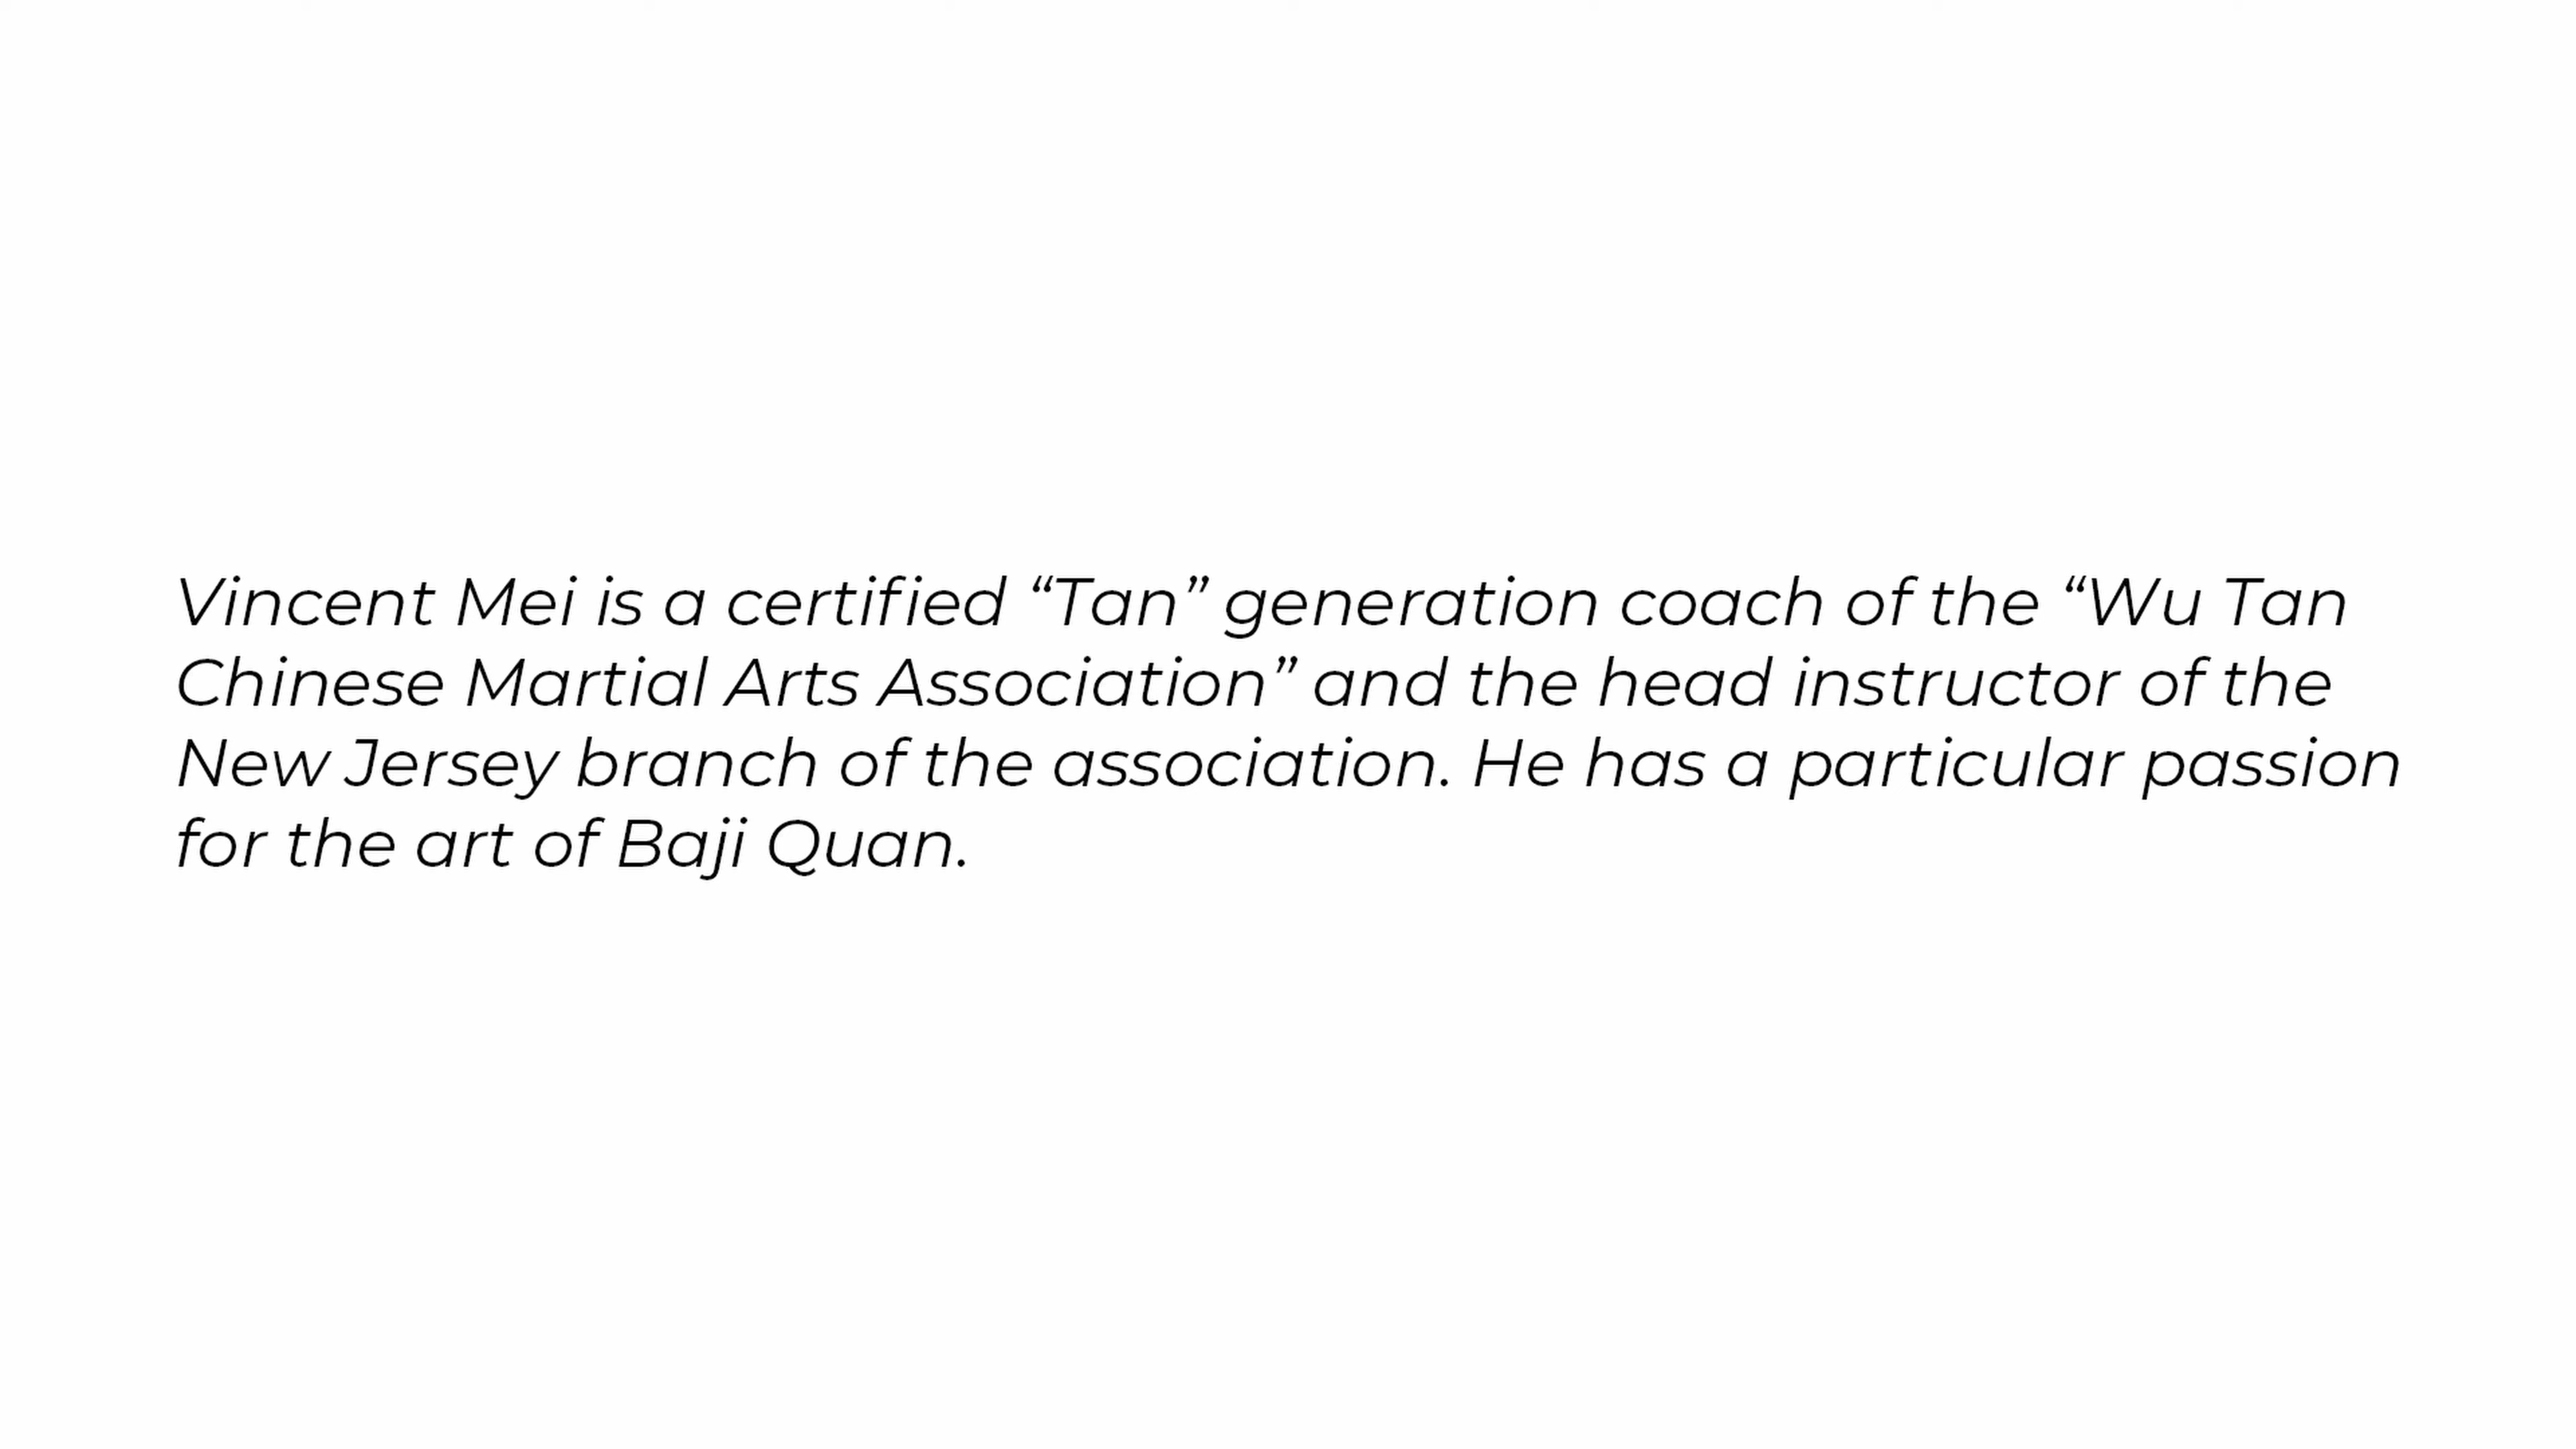 Vincent Mei is a certified “Tan” generation coach of the “Wu Tan
Chinese Martial Arts Association” and the head instructor of the
New Jersey branch of the association. He has a particular passion
for the art of Baji Quan.